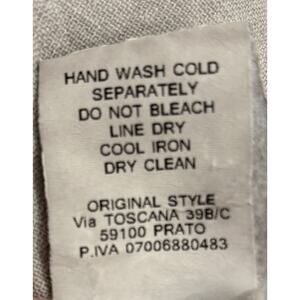 HAND WASH COLD
SEPARATELY
DO NOT BLEACH
LINE DRY
COOL IRON
DRY CLEAN
ORIGINAL STYLE
Via TOSCANA 39B/C
59100 PRATO
P.IVA 07006880483